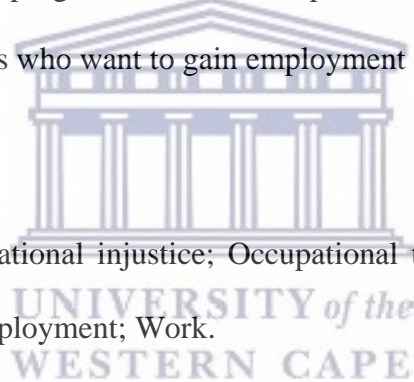 s who want to gain employment
ational injustice; Occupational t
UNIVERSITY of the
ployment; Work.
WESTERN CAPE